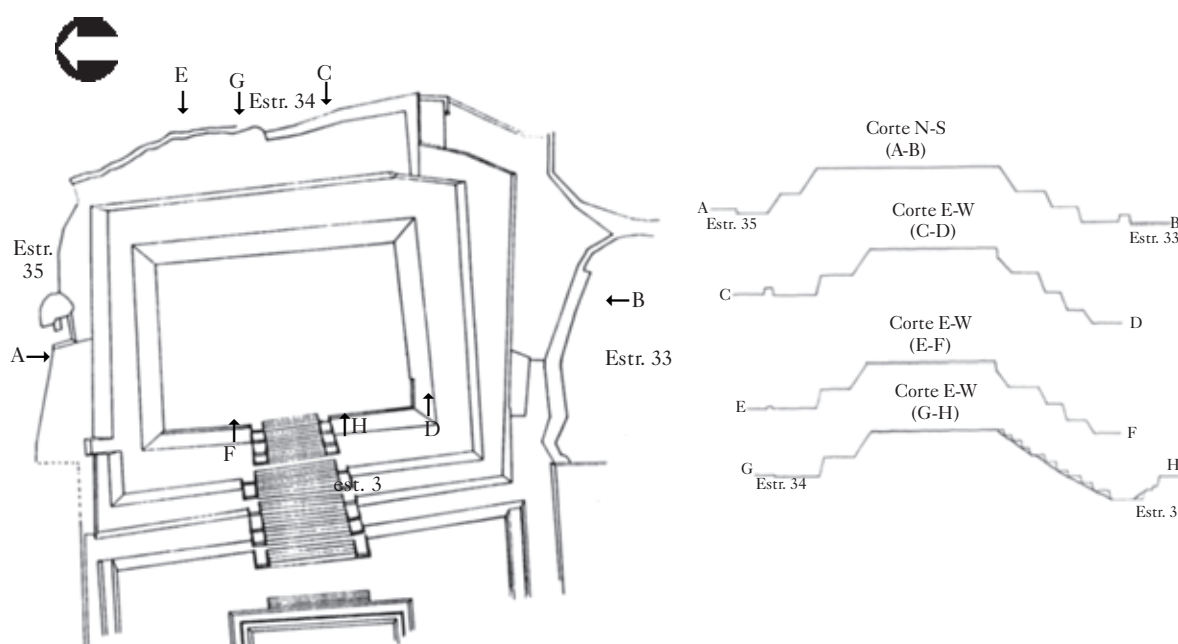 E
G
C
Estr. 34
Estr.
35
A
B
Estr. 33
F
H
D
est. 3
Corte N-S
(A-B)
A
Estr. 35
B
Estr. 33
Corte E-W
(C-D)
C
D
Corte E-W
(E-F)
E
F
Corte E-W
(G-H)
G
Estr. 34
H
Estr. 3